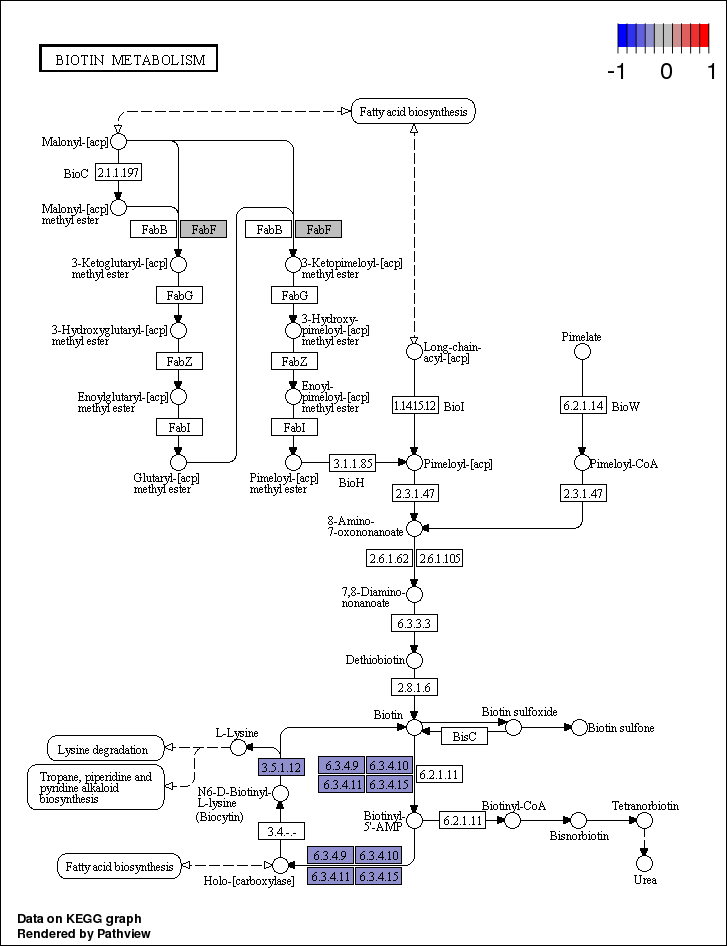 BIOTIN METABOLISM
-1 0 1
Fatty acid biosynthesis
Malonyl-[acp]
BioC 2.1.1.197
Malonyl-[acp]
methyl ester
FabB FabF FabB FabF
3-Ketoglutaryl-[acp]
methyl ester
3-Ketopimeloyl-[acp]
methyl ester
FabG FabG
3-Hydroxyglutaryl-[acp]
methyl ester
3-Hydroxy-
pimeloyl-[acp]
methyl ester
Long-chain-
acyl-[acp]
Pimelate
FabZ FabZ
Enoylglutaryl-[acp]
methyl ester
Enoyl-
pimeloyl-[acp]
methyl ester
1.14.15.12 BioI
6.2.1.14 BioW
FabI FabI
Glutaryl-[acp]
methyl ester
Pimeloyl-[acp]
methyl ester
3.1.1.85
BioH
Pimeloyl-[acp]
Pimeloyl-CoA
2.3.1.47 2.3.1.47
8-Amino-
7-oxononanoate
2.6.1.62 2.6.1.105
7,8-Diamino-
nonanoate
6.3.3.3
Dethiobiotin
2.8.1.6
Biotin
Biotin sulfoxide
BisC
Biotin sulfone
L-Lysine
Lysine degradation
Tropane, piperidine and
pyridine alkaloid
biosynthesis
3.5.1.12
6.3.4.9 6.3.4.10
6.3.4.11 6.3.4.15
6.2.1.11
N6-D-Biotinyl-
L-lysine
(Biocytin)
Biotinyl-
5'-AMP
6.2.1.11
Biotinyl-CoA
Bisnorbiotin
Tetranorbiotin
Urea
3.4.-.-
6.3.4.9 6.3.4.10
6.3.4.11 6.3.4.15
Fatty acid biosynthesis
Holo-[carboxylase]
Data on KEGG graph
Rendered by Pathview